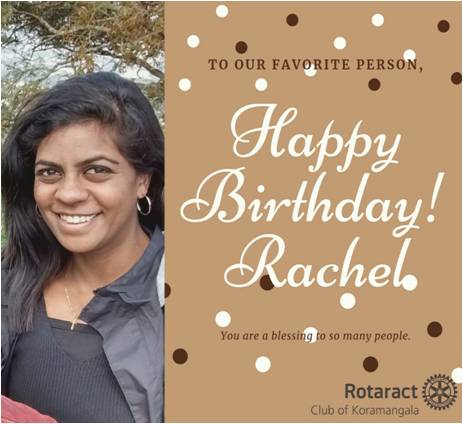 TO OUR FAVORITE PERSON,
Happy
Birthday!
Rachel
You are a blessing to so many people.
Rotaract
Club of Koramangala